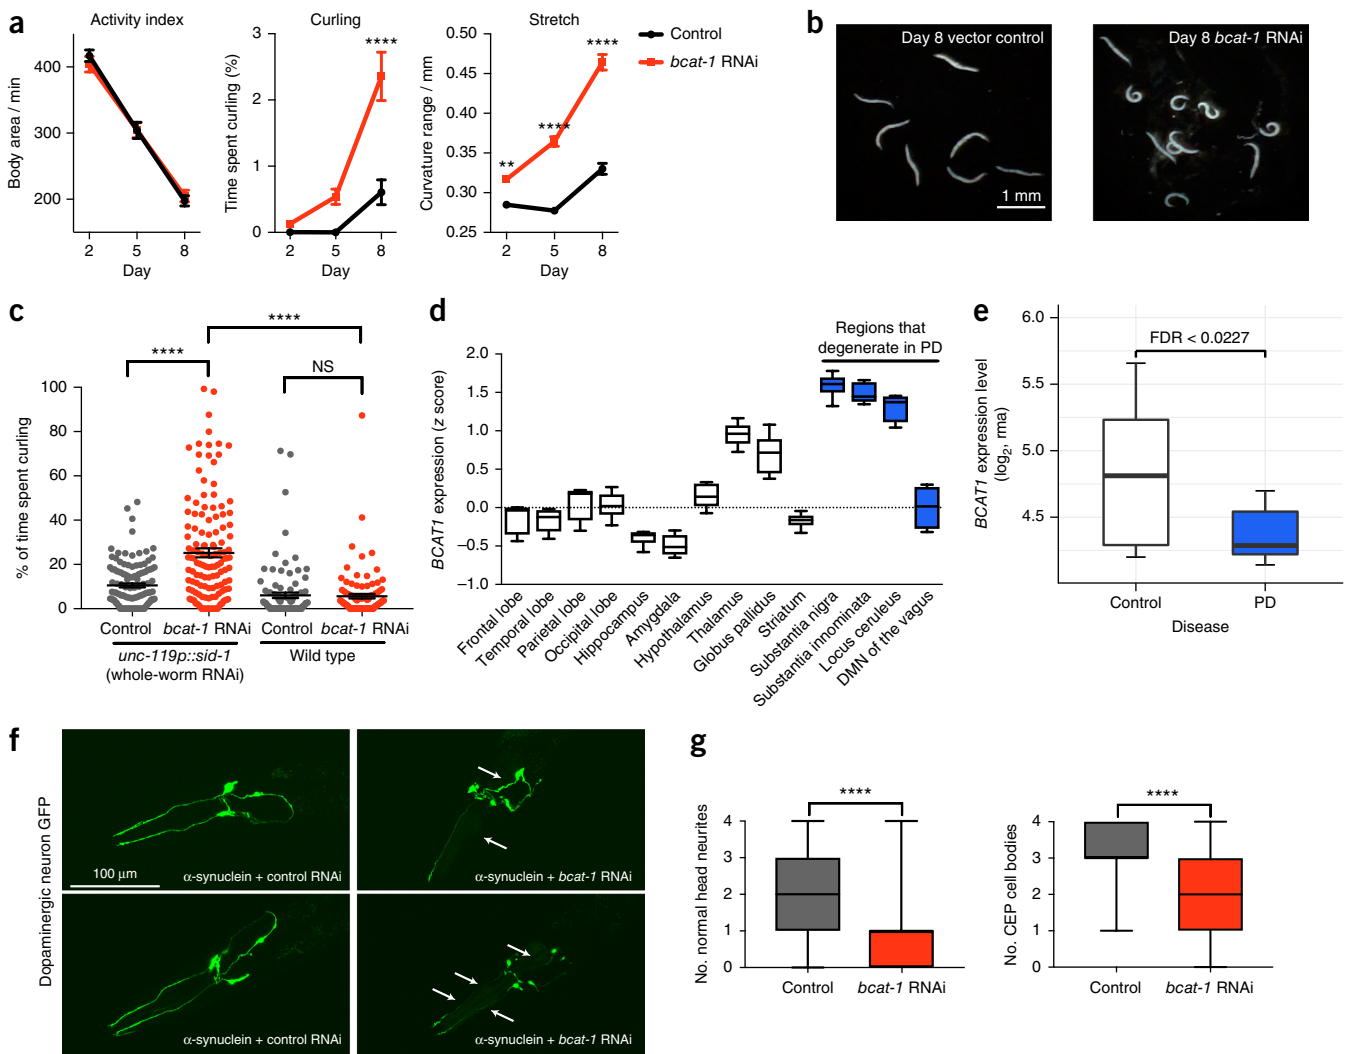 a
Activity index
Body area / min
400
300
200
2 5 8
Day
Curling
Time spent curling (%)
3
2
1
0
****
2 5 8
Day
Stretch
Curvature range / mm
0.50
0.45
0.40
0.35
0.30
0.25
**
****
****
2 5 8
Day
Control
bcat-1 RNAi
b
Day 8 vector control
1 mm
Day 8 bcat-1 RNAi
c
% of time spent curling
100
80
60
40
20
0
****
****
NS
Control bcat-1 RNAi Control bcat-1 RNAi
unc-119p::sid-1
(whole-worm RNAi)
Wild type
d
BCAT1 expression (z score)
2.0
1.5
1.0
0.5
0.0
–0.5
–1.0
Regions that
degenerate in PD
Frontal lobe
Temporal lobe
Parietal lobe
Occipital lobe
Hippocampus
Amygdala
Hypothalamus
Thalamus
Globus pallidus
Striatum
Substantia nigra
Substantia innominata
Locus ceruleus
DMN of the vagus
e
BCAT1 expression level
(log2, rma)
6.0
5.5
5.0
4.5
FDR < 0.0227
Control PD
Disease
f
Dopaminergic neuron GFP
100 µm
α-synuclein + control RNAi
α-synuclein + bcat-1 RNAi
α-synuclein + control RNAi
α-synuclein + bcat-1 RNAi
g
No. normal head neurites
4
3
2
1
0
****
Control bcat-1 RNAi
No. CEP cell bodies
4
3
2
1
0
****
Control bcat-1 RNAi